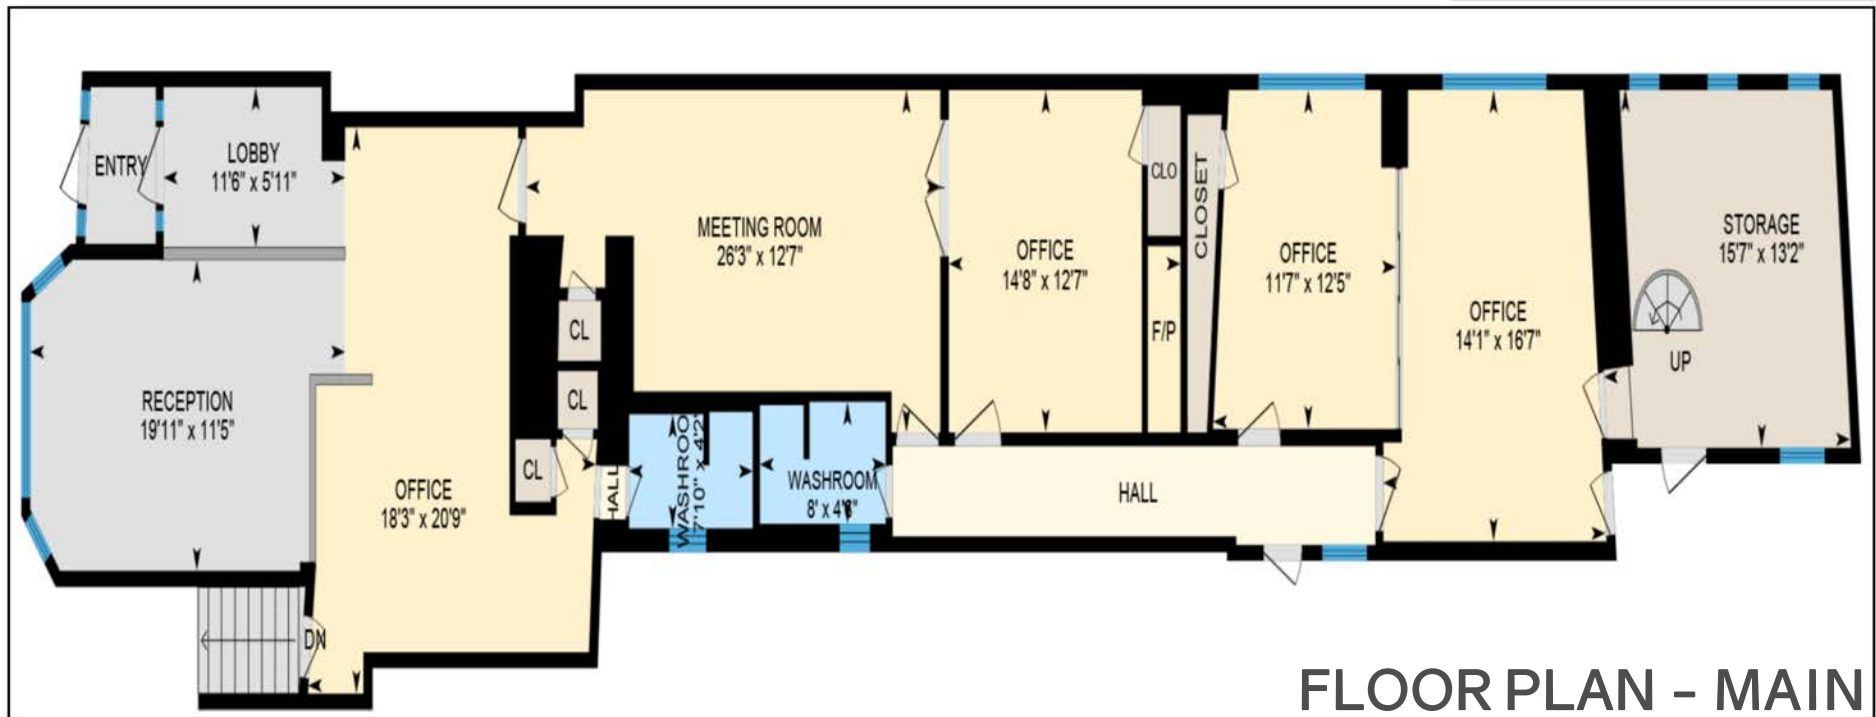 ENTRY
LOBBY
11'6" x 5'11"
MEETING ROOM
26'3" x 12'7"
OFFICE
14'8" x 12'7"
CLO
F/P
CLOSET
OFFICE
11'7" x 12'5"
OFFICE
14'1" x 16'7"
STORAGE
15'7" x 13'2"
UP
RECEPTION
19'11" x 11'5"
CL
CL
CL
OFFICE
18'3" x 20'9"
HALL
WASHROO
7'10" x 4'2"
WASHROOM
8' x
HALL
DN
FLOOR PLAN - MAIN